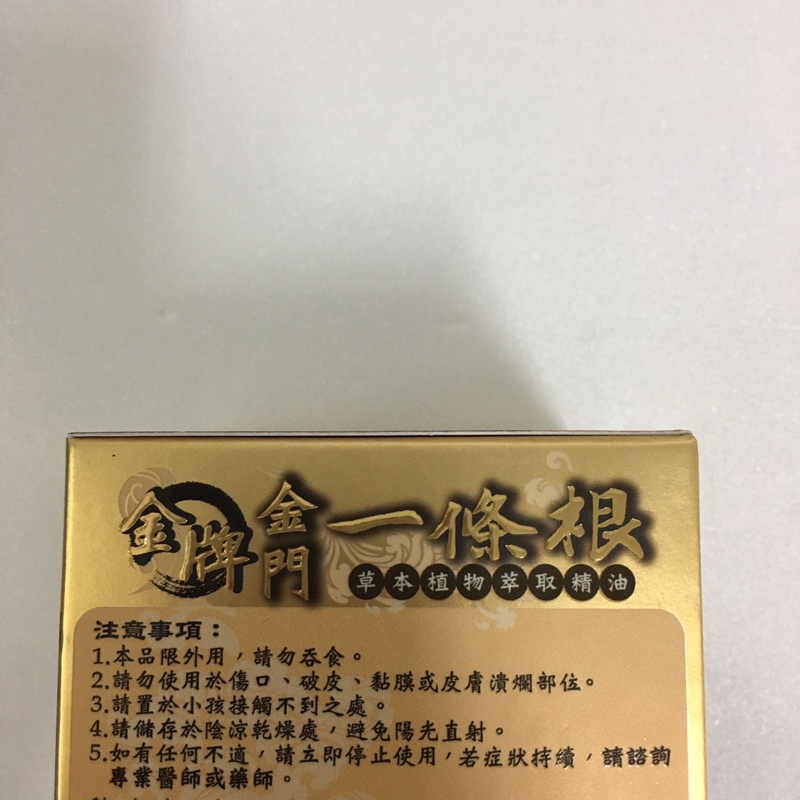 金牌 金門 一條根
草本植物萃取精油
注意事項：
1.本品限外用，請勿吞食。
2.請勿使用於傷口、破皮、黏膜或皮膚潰爛部位。
3.請置於小孩接觸不到之處。
4.請儲存於陰涼乾燥處，避免陽光直射。
5.如有任何不適，請立即停止使用，若症狀持續，請諮詢
專業醫師或藥師。